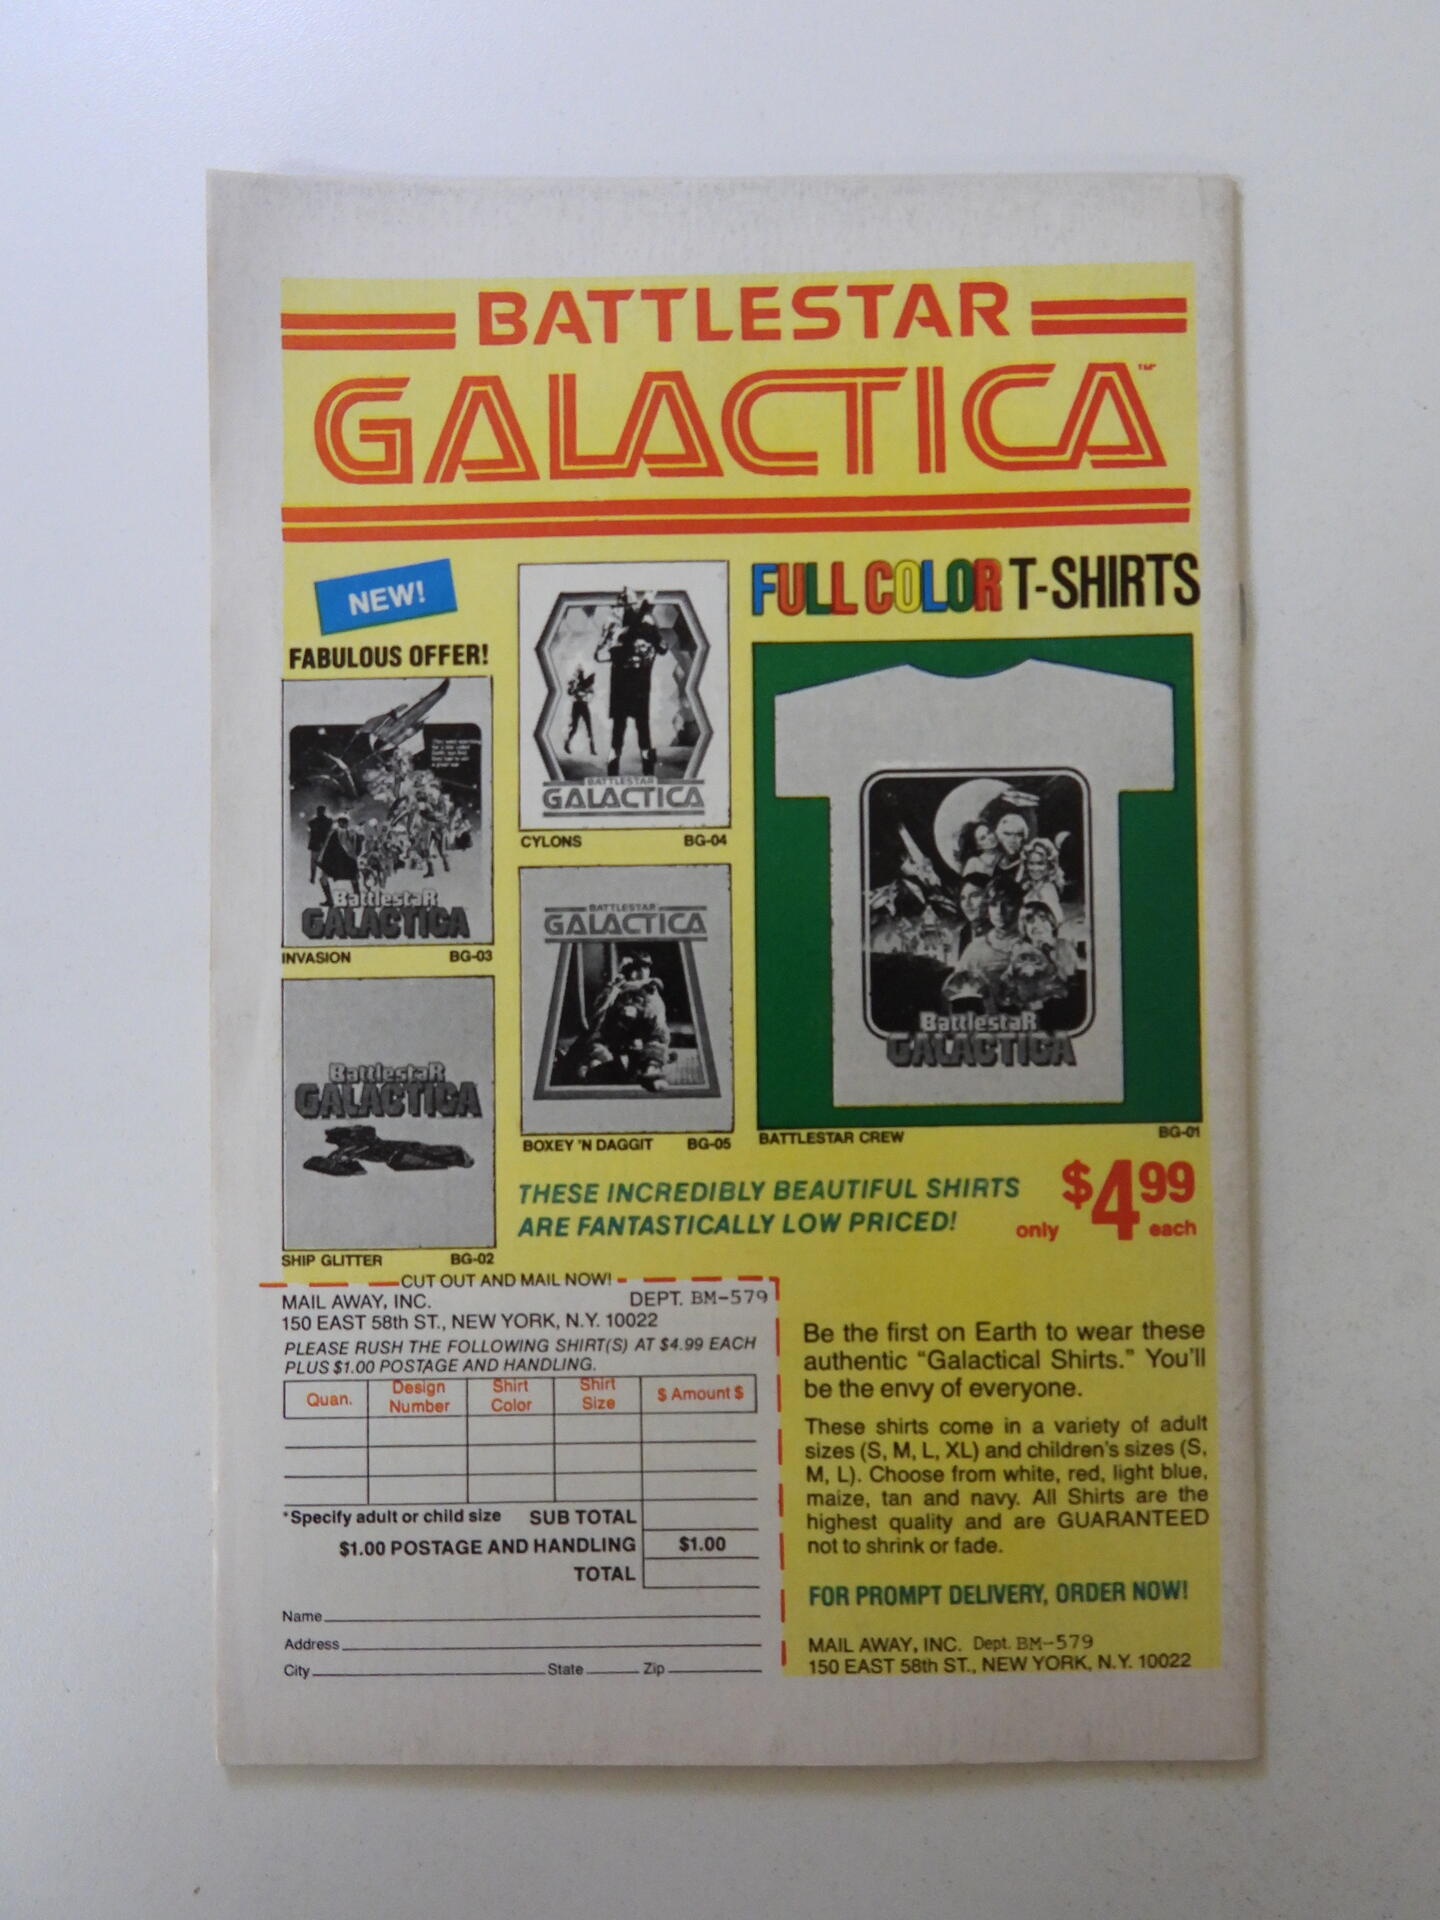 BATTLESTAR
GALACTICA™
NEW!
FABULOUS OFFER!
FULL COLOR T-SHIRTS
Battlestar
GALACTICA
INVASION BG-03
BATTLESTAR
GALACTICA
CYLONS BG-04
BattlestaR
GALACTICA
SHIP GLITTER BG-02
BATTLESTAR
GALACTICA
BOXEY 'N DAGGIT BG-05
BattlestaR
GALACTICA
BATTLESTAR CREW BG-01
THESE INCREDIBLY BEAUTIFUL SHIRTS
ARE FANTASTICALLY LOW PRICED!
only $4.99 each
CUT OUT AND MAIL NOW!
MAIL AWAY, INC. DEPT. BM-579
150 EAST 58th ST., NEW YORK, N.Y. 10022
PLEASE RUSH THE FOLLOWING SHIRT(S) AT $4.99 EACH
PLUS $1.00 POSTAGE AND HANDLING.
Quan. Design Number Shirt Color Shirt Size $ Amount $
*Specify adult or child size SUB TOTAL
$1.00 POSTAGE AND HANDLING $1.00
TOTAL
Name
Address
City State Zip
Be the first on Earth to wear these
authentic “Galactical Shirts.” You'll
be the envy of everyone.
These shirts come in a variety of adult
sizes (S, M, L, XL) and children's sizes (S,
M, L). Choose from white, red, light blue,
maize, tan and navy. All Shirts are the
highest quality and are GUARANTEED
not to shrink or fade.
FOR PROMPT DELIVERY, ORDER NOW!
MAIL AWAY, INC. Dept. BM-579
150 EAST 58th ST., NEW YORK, N.Y. 10022